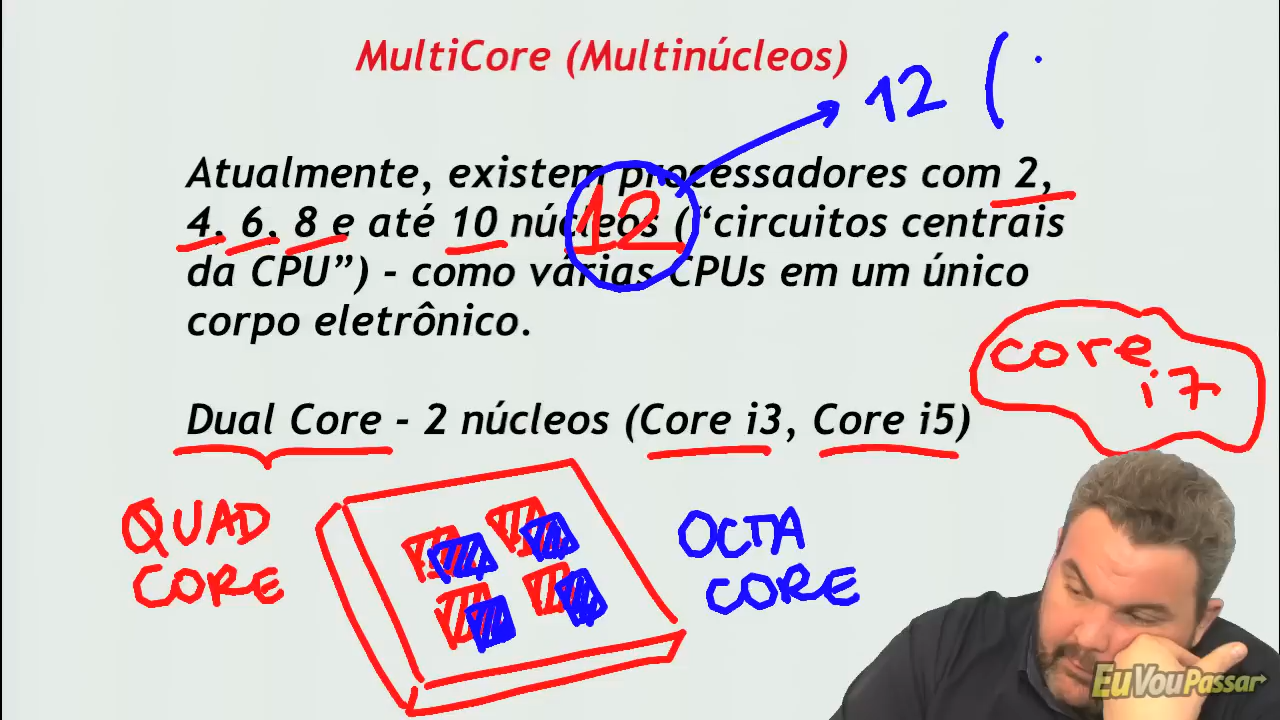 MultiCore (Multinúcleos)
12 (
Atualmente, existem processadores com 2,
4, 6, 8 e até 10 núcleos (“circuitos centrais
12
da CPU”) - como várias CPUs em um único
corpo eletrônico.
core
i7
Dual Core - 2 núcleos (Core i3, Core i5)
QUAD
CORE
OCTA
CORE
EuVouPassar